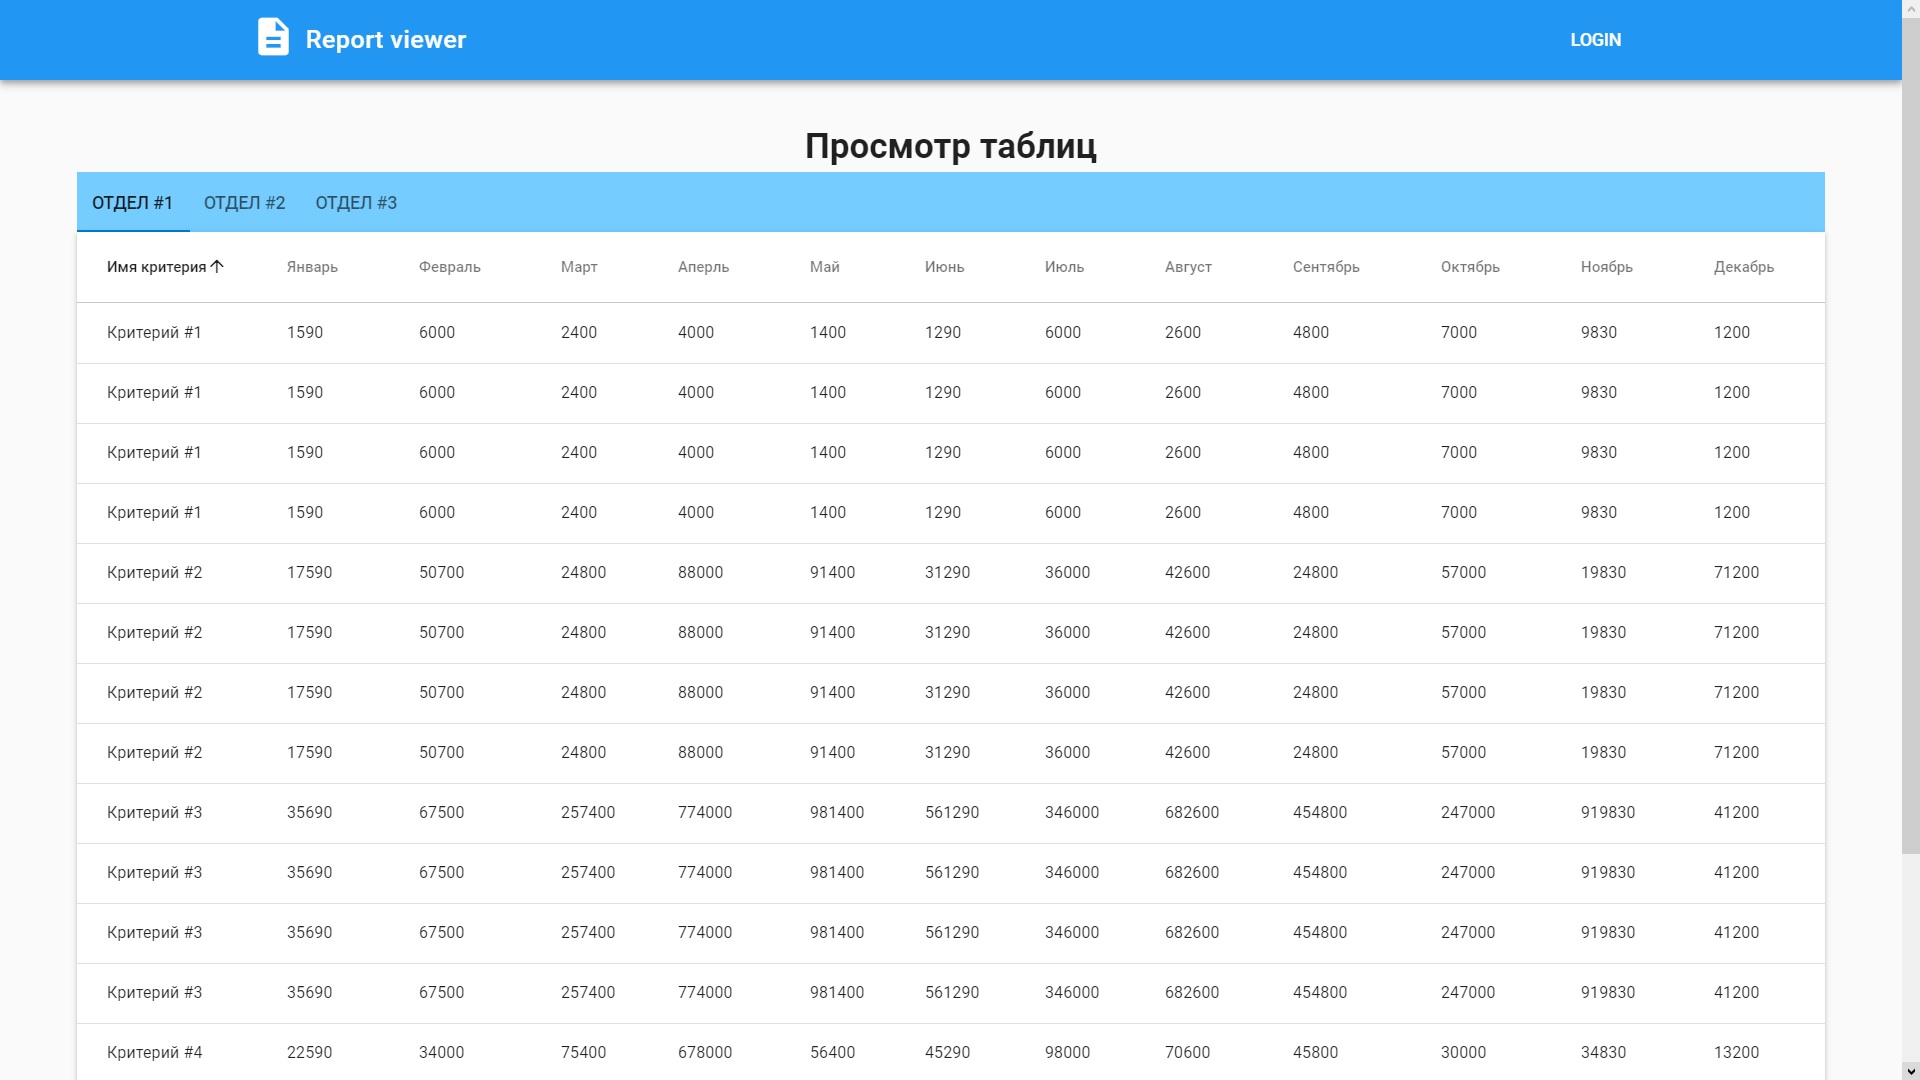 Report viewer LOGIN
Просмотр таблиц
ОТДЕЛ #1 ОТДЕЛ #2 ОТДЕЛ #3
Имя критерия Январь Февраль Март Аперль Май Июнь Июль Август Сентябрь Октябрь Ноябрь Декабрь
Критерий #1 1590 6000 2400 4000 1400 1290 6000 2600 4800 7000 9830 1200
Критерий #1 1590 6000 2400 4000 1400 1290 6000 2600 4800 7000 9830 1200
Критерий #1 1590 6000 2400 4000 1400 1290 6000 2600 4800 7000 9830 1200
Критерий #1 1590 6000 2400 4000 1400 1290 6000 2600 4800 7000 9830 1200
Критерий #2 17590 50700 24800 88000 91400 31290 36000 42600 24800 57000 19830 71200
Критерий #2 17590 50700 24800 88000 91400 31290 36000 42600 24800 57000 19830 71200
Критерий #2 17590 50700 24800 88000 91400 31290 36000 42600 24800 57000 19830 71200
Критерий #2 17590 50700 24800 88000 91400 31290 36000 42600 24800 57000 19830 71200
Критерий #3 35690 67500 257400 774000 981400 561290 346000 682600 454800 247000 919830 41200
Критерий #3 35690 67500 257400 774000 981400 561290 346000 682600 454800 247000 919830 41200
Критерий #3 35690 67500 257400 774000 981400 561290 346000 682600 454800 247000 919830 41200
Критерий #3 35690 67500 257400 774000 981400 561290 346000 682600 454800 247000 919830 41200
Критерий #4 22590 34000 75400 678000 56400 45290 98000 70600 45800 30000 34830 13200